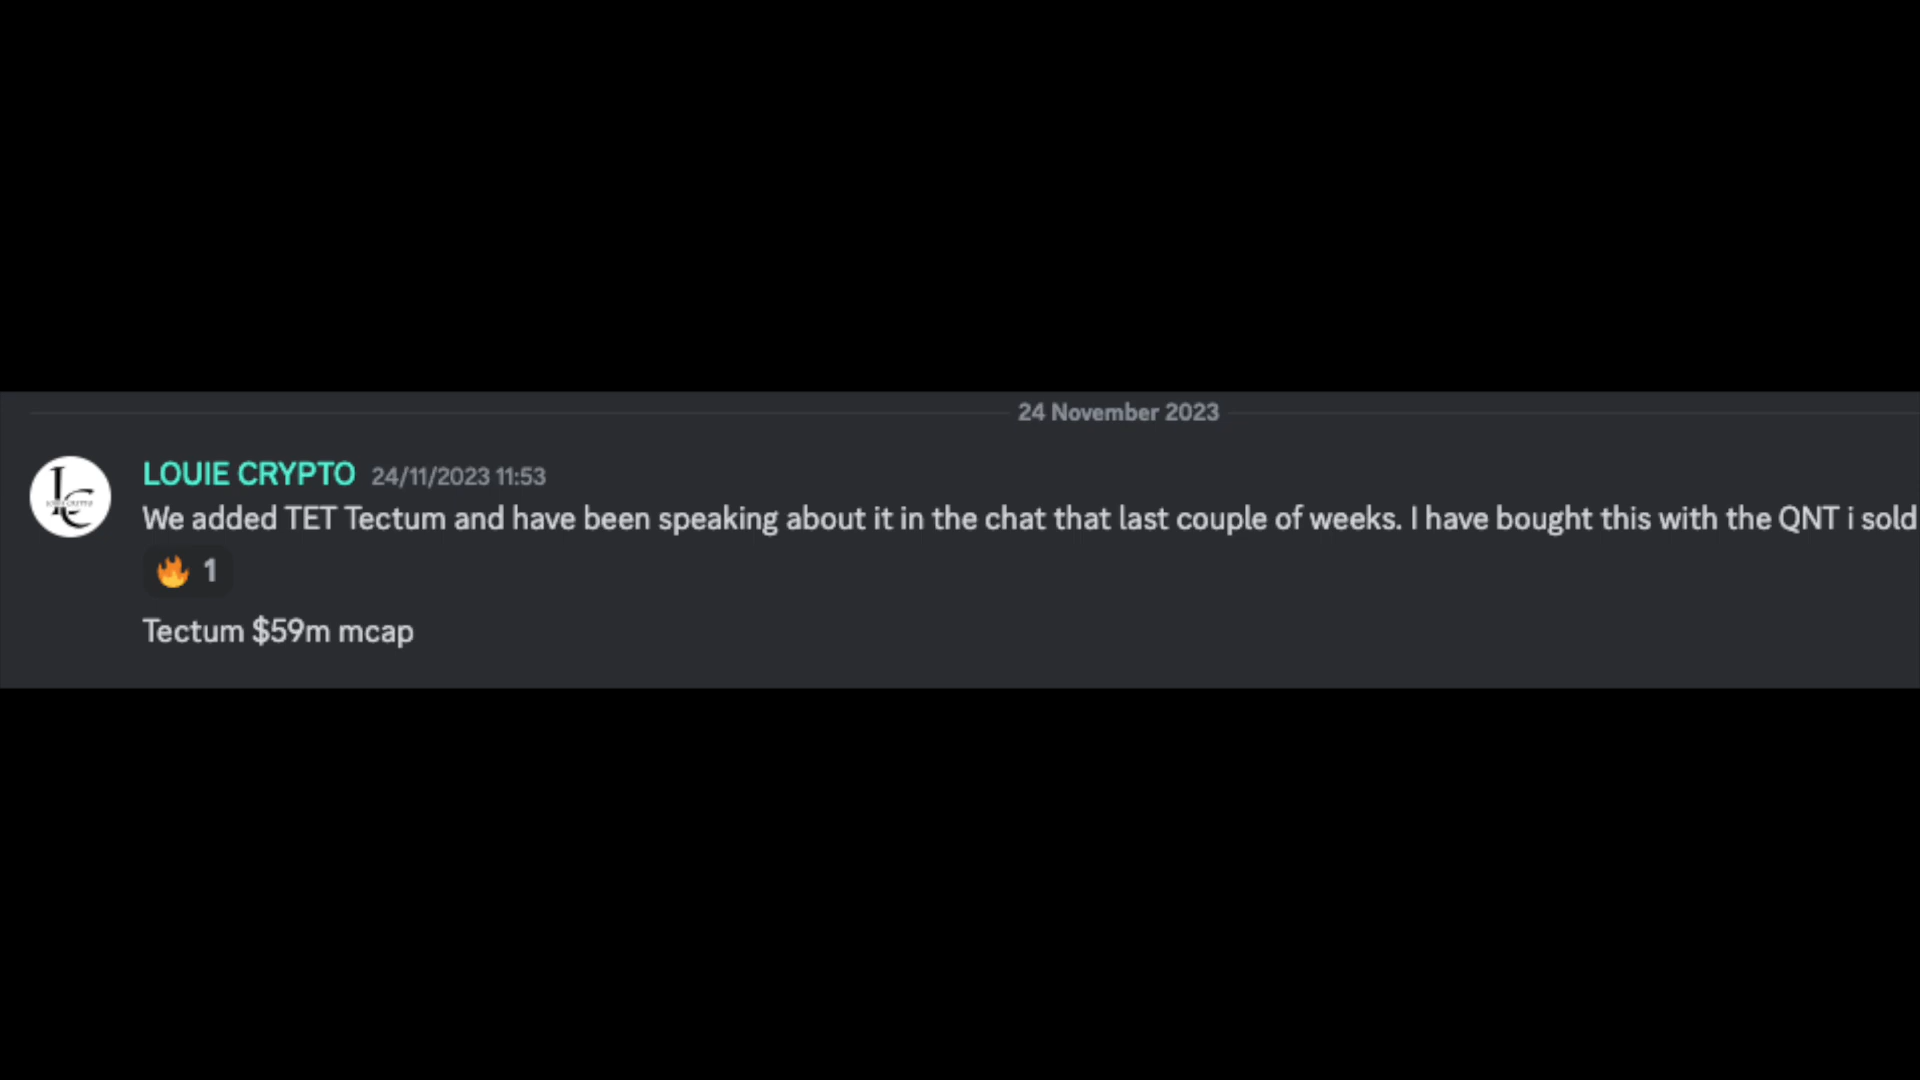 24 November 2023
LOUIE CRYPTO 24/11/2023 11:53
We added TET Tectum and have been speaking about it in the chat that last couple of weeks. I have bought this with the QNT i sold
🔥 1
Tectum $59m mcap